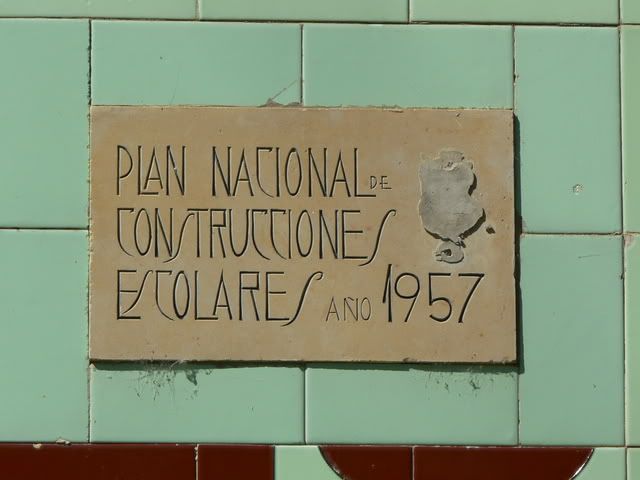 PLAN NACIONAL DE
CONSTRUCCIONES
ESCOLARES AÑO 1957